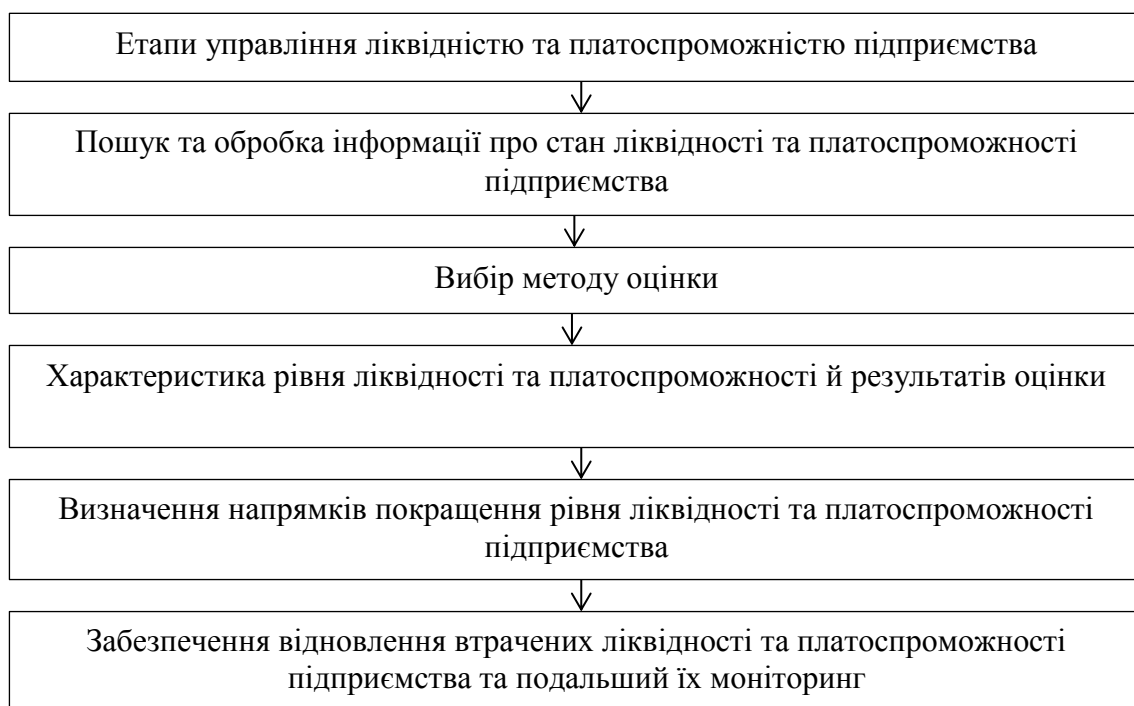 Етапи управління ліквідністю та платоспроможністю підприємства
Пошук та обробка інформації про стан ліквідності та платоспроможності
підприємства
Вибір методу оцінки
Характеристика рівня ліквідності та платоспроможності й результатів оцінки
Визначення напрямків покращення рівня ліквідності та платоспроможності
підприємства
Забезпечення відновлення втрачених ліквідності та платоспроможності
підприємства та подальший їх моніторинг